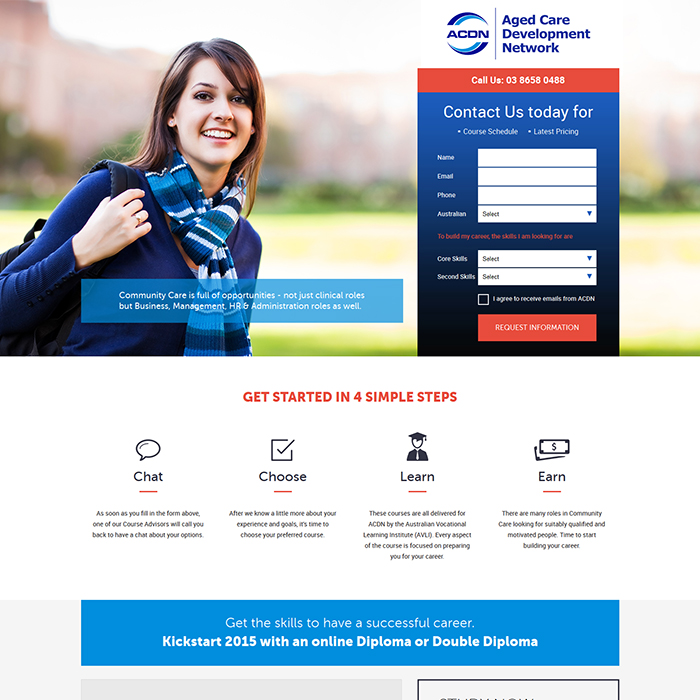 ACDN
Aged Care
Development
Network
Call Us: 03 8658 0488
Contact Us today for
Course Schedule
Latest Pricing
Name
Email
Phone
Australian
Select
To build my career, the skills I am looking for are
Core Skills
Select
Second Skills
Select
I agree to receive emails from ACDN
REQUEST INFORMATION
Community Care is full of opportunities - not just clinical roles
but Business, Management, HR & Administration roles as well.
GET STARTED IN 4 SIMPLE STEPS
Chat
As soon as you fill in the form above,
one of our Course Advisors will call you
back to have a chat about your options.
Choose
After we know a little more about your
experience and goals, it's time to
choose your preferred course.
Learn
These courses are all delivered for
ACDN by the Australian Vocational
Learning Institute (AVLI). Every aspect
of the course is focused on preparing
you for your career.
$
Earn
There are many roles in Community
Care looking for suitably qualified and
motivated people. Time to start
building your career.
Get the skills to have a successful career.
Kickstart 2015 with an online Diploma or Double Diploma
STUDY NOW